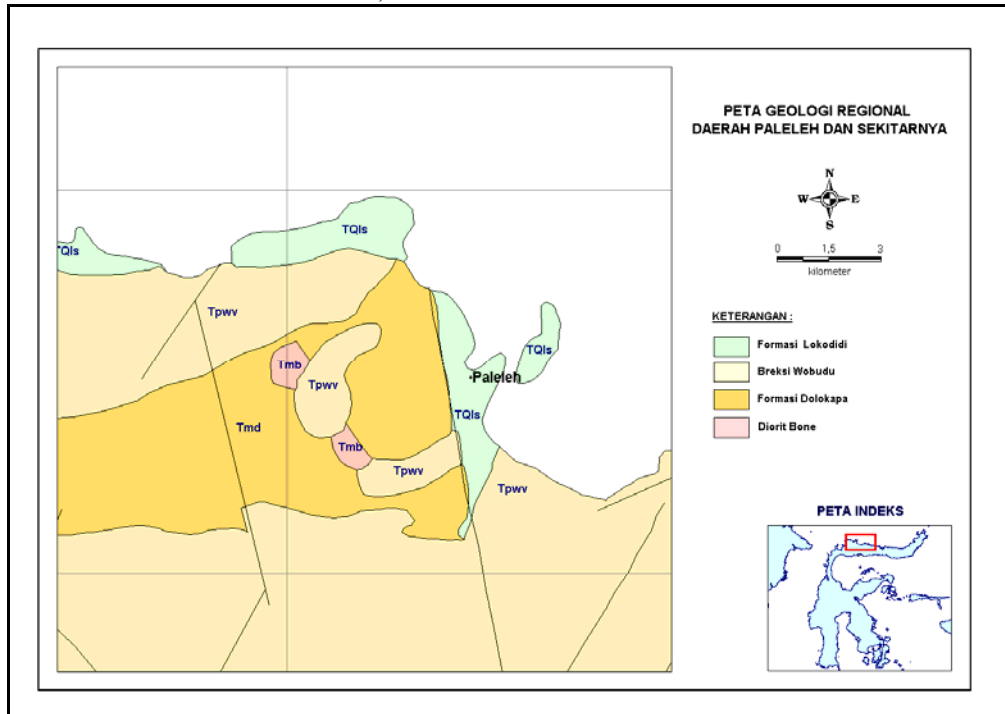 PETA GEOLOGI REGIONAL
DAERAH PALELEH DAN SEKITARNYA
N
W E
S
0 1,5 3
kilometer
KETERANGAN :
Formasi Lokodidi
Breksi Wobudu
Formasi Dolokapa
Diorit Bone
PETA INDEKS
TQls
TQls
Tpwv
TQls
Tmb
Tpwv
Paleleh
TQls
Tmd
Tmb
Tpwv
Tpwv